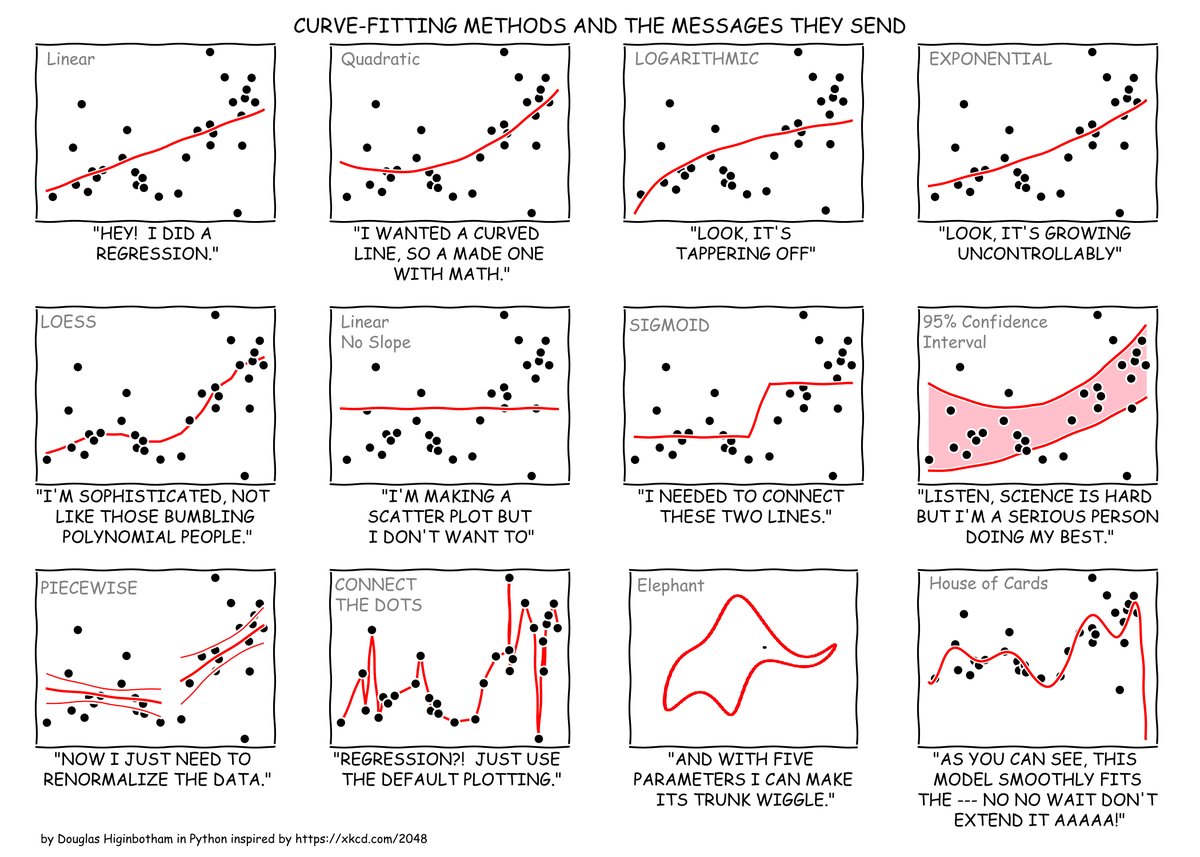 CURVE-FITTING METHODS AND THE MESSAGES THEY SEND
Linear
"HEY! I DID A
REGRESSION."
Quadratic
"I WANTED A CURVED
LINE, SO A MADE ONE
WITH MATH."
LOGARITHMIC
"LOOK, IT'S
TAPPERING OFF"
EXPONENTIAL
"LOOK, IT'S GROWING
UNCONTROLLABLY"
LOESS
"I'M SOPHISTICATED, NOT
LIKE THOSE BUMBLING
POLYNOMIAL PEOPLE."
Linear
No Slope
"I'M MAKING A
SCATTER PLOT BUT
I DON'T WANT TO"
SIGMOID
"I NEEDED TO CONNECT
THESE TWO LINES."
95% Confidence
Interval
"LISTEN, SCIENCE IS HARD
BUT I'M A SERIOUS PERSON
DOING MY BEST."
PIECEWISE
"NOW I JUST NEED TO
RENORMALIZE THE DATA."
CONNECT
THE DOTS
"REGRESSION?! JUST USE
THE DEFAULT PLOTTING."
Elephant
"AND WITH FIVE
PARAMETERS I CAN MAKE
ITS TRUNK WIGGLE."
House of Cards
"AS YOU CAN SEE, THIS
MODEL SMOOTHLY FITS
THE --- NO NO WAIT DON'T
EXTEND IT AAAAA!"
by Douglas Higinbotham in Python inspired by https://xkcd.com/2048